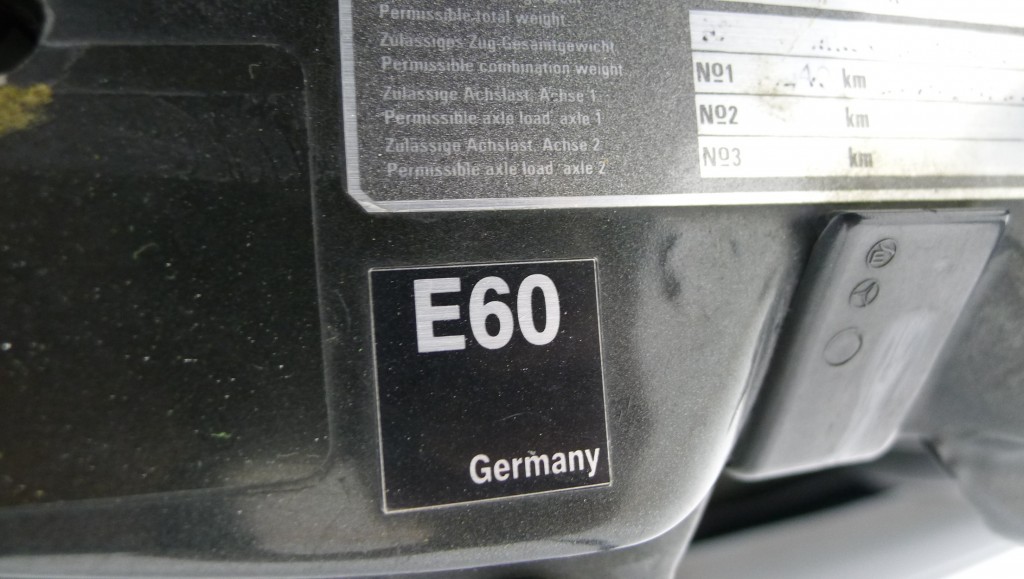 Permissible total weight
Zulässiges Zug-Gesamtgewicht
Permissible combination weight
Zulässige Achslast, Achse 1
Permissible axle load, axle 1
Zulässige Achslast, Achse 2
Permissible axle load, axle 2
Nº1 km
Nº2 km
Nº3 km
E60
Germany